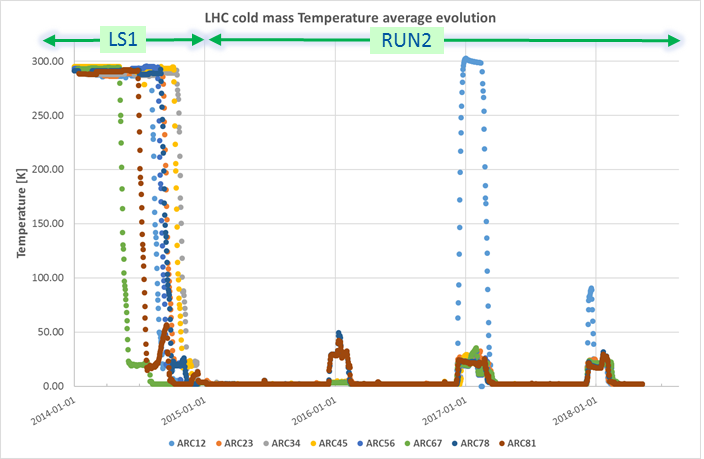 LHC cold mass Temperature average evolution
LS1
RUN2
Temperature [K]
300.00
250.00
200.00
150.00
100.00
50.00
0.00
2014-01-01
2015-01-01
2016-01-01
2017-01-01
2018-01-01
ARC12 ARC23 ARC34 ARC45 ARC56 ARC67 ARC78 ARC81